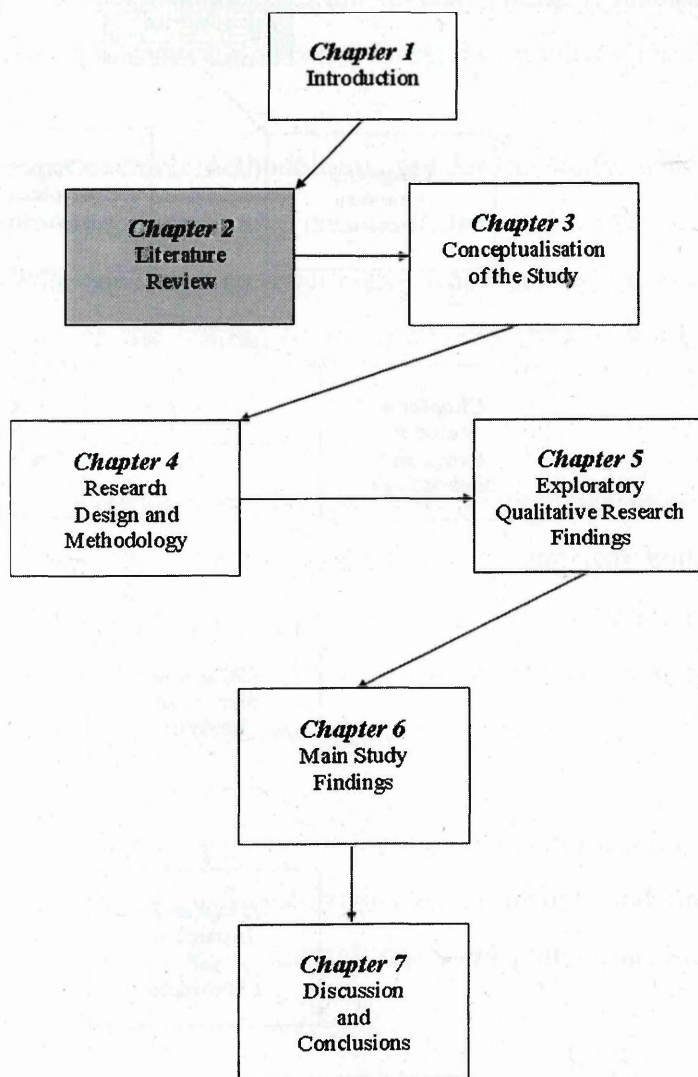 Chapter 1
Introduction
Chapter 2
Literature
Review
Chapter 3
Conceptualisation
of the Study
Chapter 4
Research
Design and
Methodology
Chapter 5
Exploratory
Qualitative Research
Findings
Chapter 6
Main Study
Findings
Chapter 7
Discussion
and
Conclusions